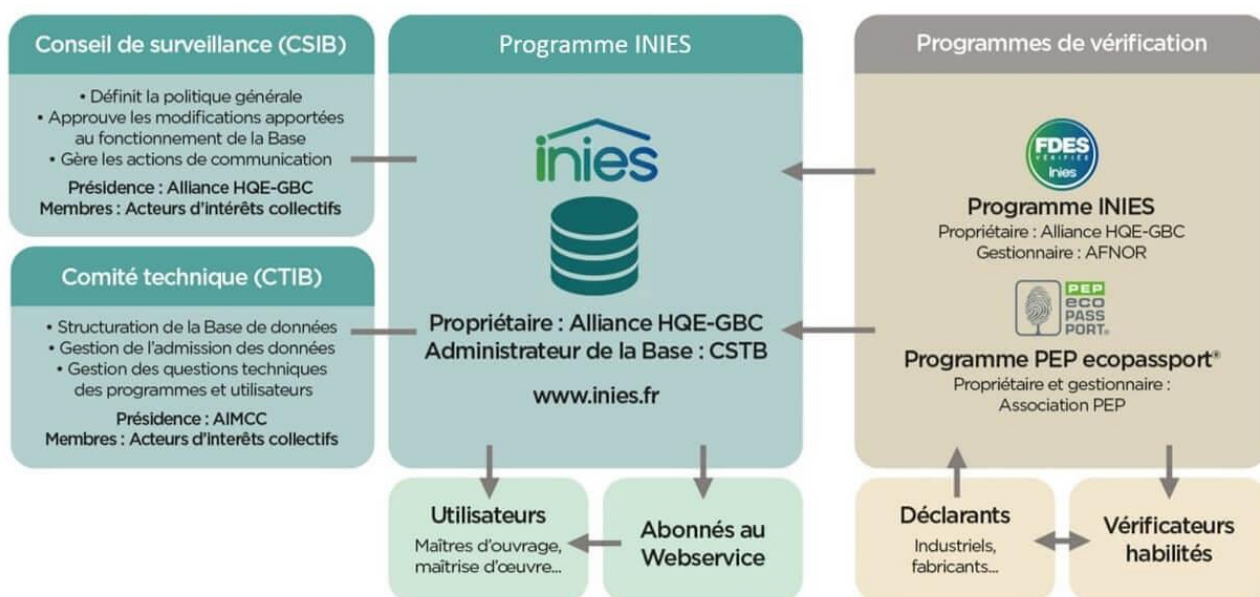 Conseil de surveillance (CSIB)
• Définit la politique générale
• Approuve les modifications apportées
au fonctionnement de la Base
• Gère les actions de communication
Présidence : Alliance HQE-GBC
Membres : Acteurs d'intérêts collectifs
Comité technique (CTIB)
• Structuration de la Base de données
• Gestion de l'admission des données
• Gestion des questions techniques
des programmes et utilisateurs
Présidence : AIMCC
Membres : Acteurs d'interêts collectifs
Programme INIES
inies
Propriétaire : Alliance HQE-GBC
Administrateur de la Base : CSTB
www.inies.fr
Utilisateurs
Maîtres d'ouvrage,
maîtrise d'œuvre...
Abonnés au
Webservice
Programmes de vérification
FDES
VÉRIFIÉE
inies
Programme INIES
Propriétaire : Alliance HQE-GBC
Gestionnaire : AFNOR
PEP
eco
PASS
PORT®
Programme PEP ecopassport®
Propriétaire et gestionnaire :
Association PEP
Déclarants
Industriels,
fabricants...
Vérificateurs
habilités